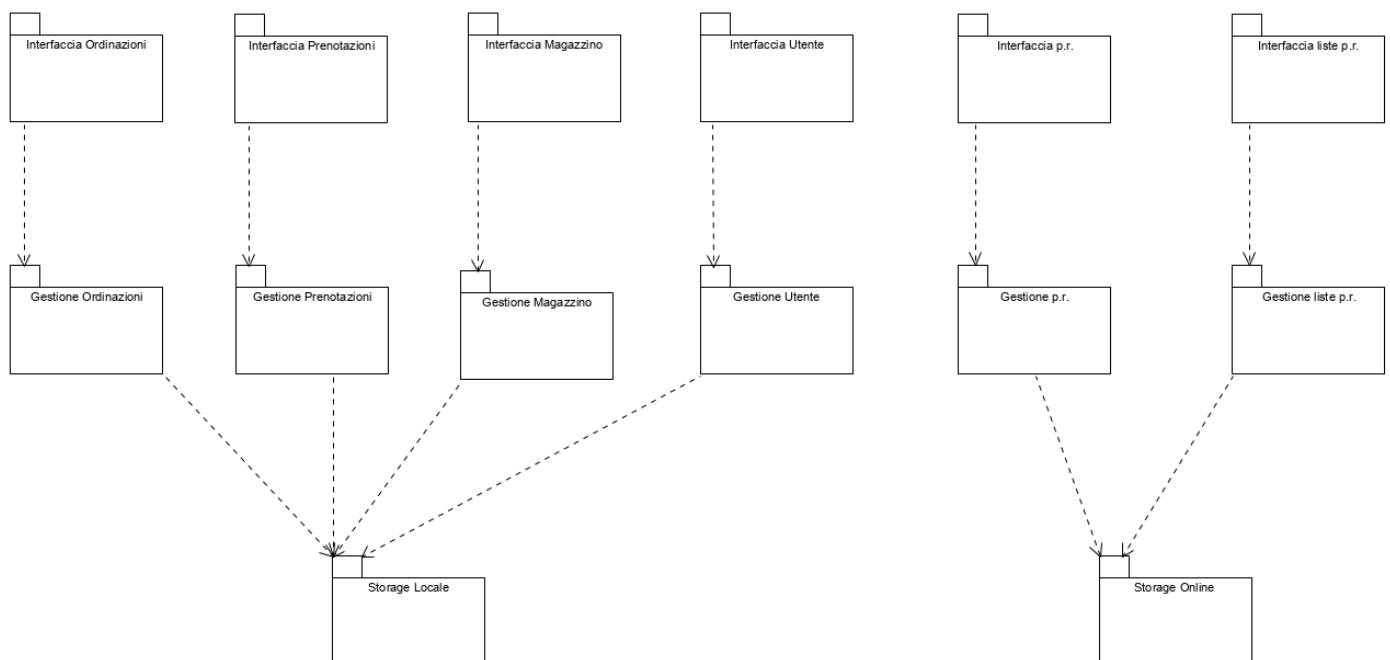 Interfaccia Ordinazioni
Interfaccia Prenotazioni
Interfaccia Magazzino
Interfaccia Utente
Interfaccia p.r.
Interfaccia liste p.r.
Gestione Ordinazioni
Gestione Prenotazioni
Gestione Magazzino
Gestione Utente
Gestione p.r.
Gestione liste p.r.
Storage Locale
Storage Online